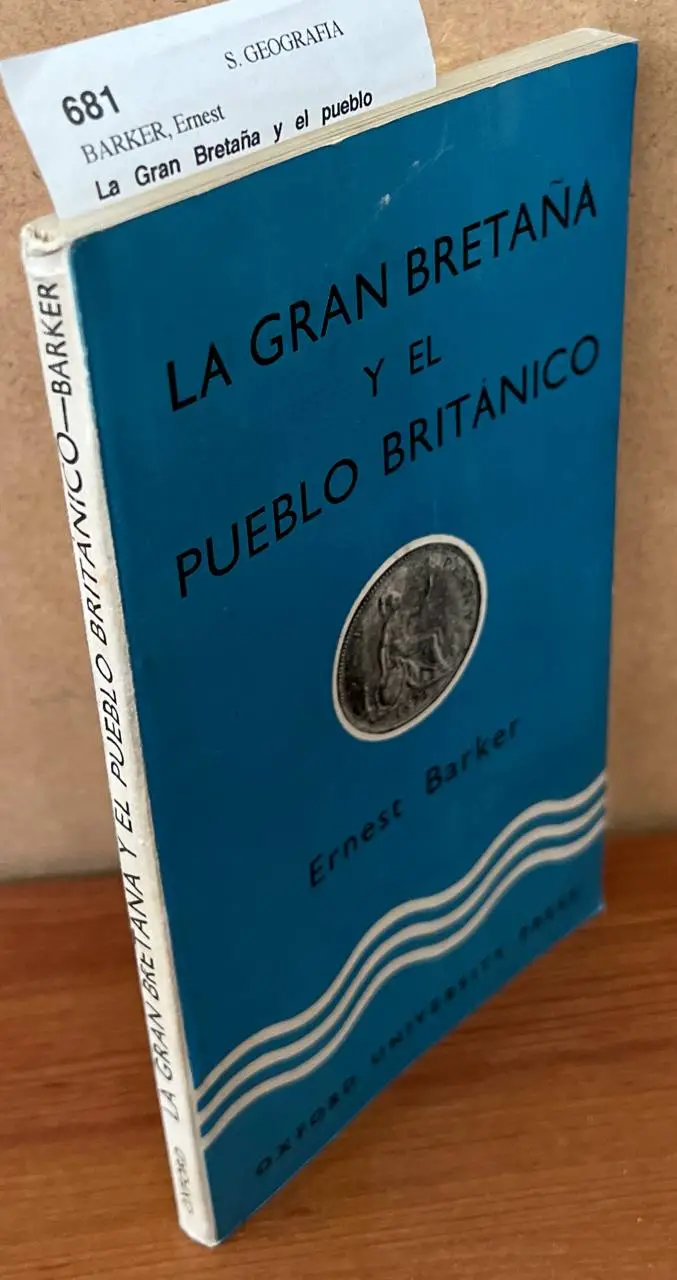 S. GEOGRAFIA
681
BARKER, Ernest
La Gran Bretaña y el pueblo
LA GRAN BRETAÑA
Y EL
PUEBLO BRITÁNICO
Ernest Barker
OXFORD UNIVERSITY PRESS
OXFORD LA GRAN BRETAÑA Y EL PUEBLO BRITÁNICO—BARKER